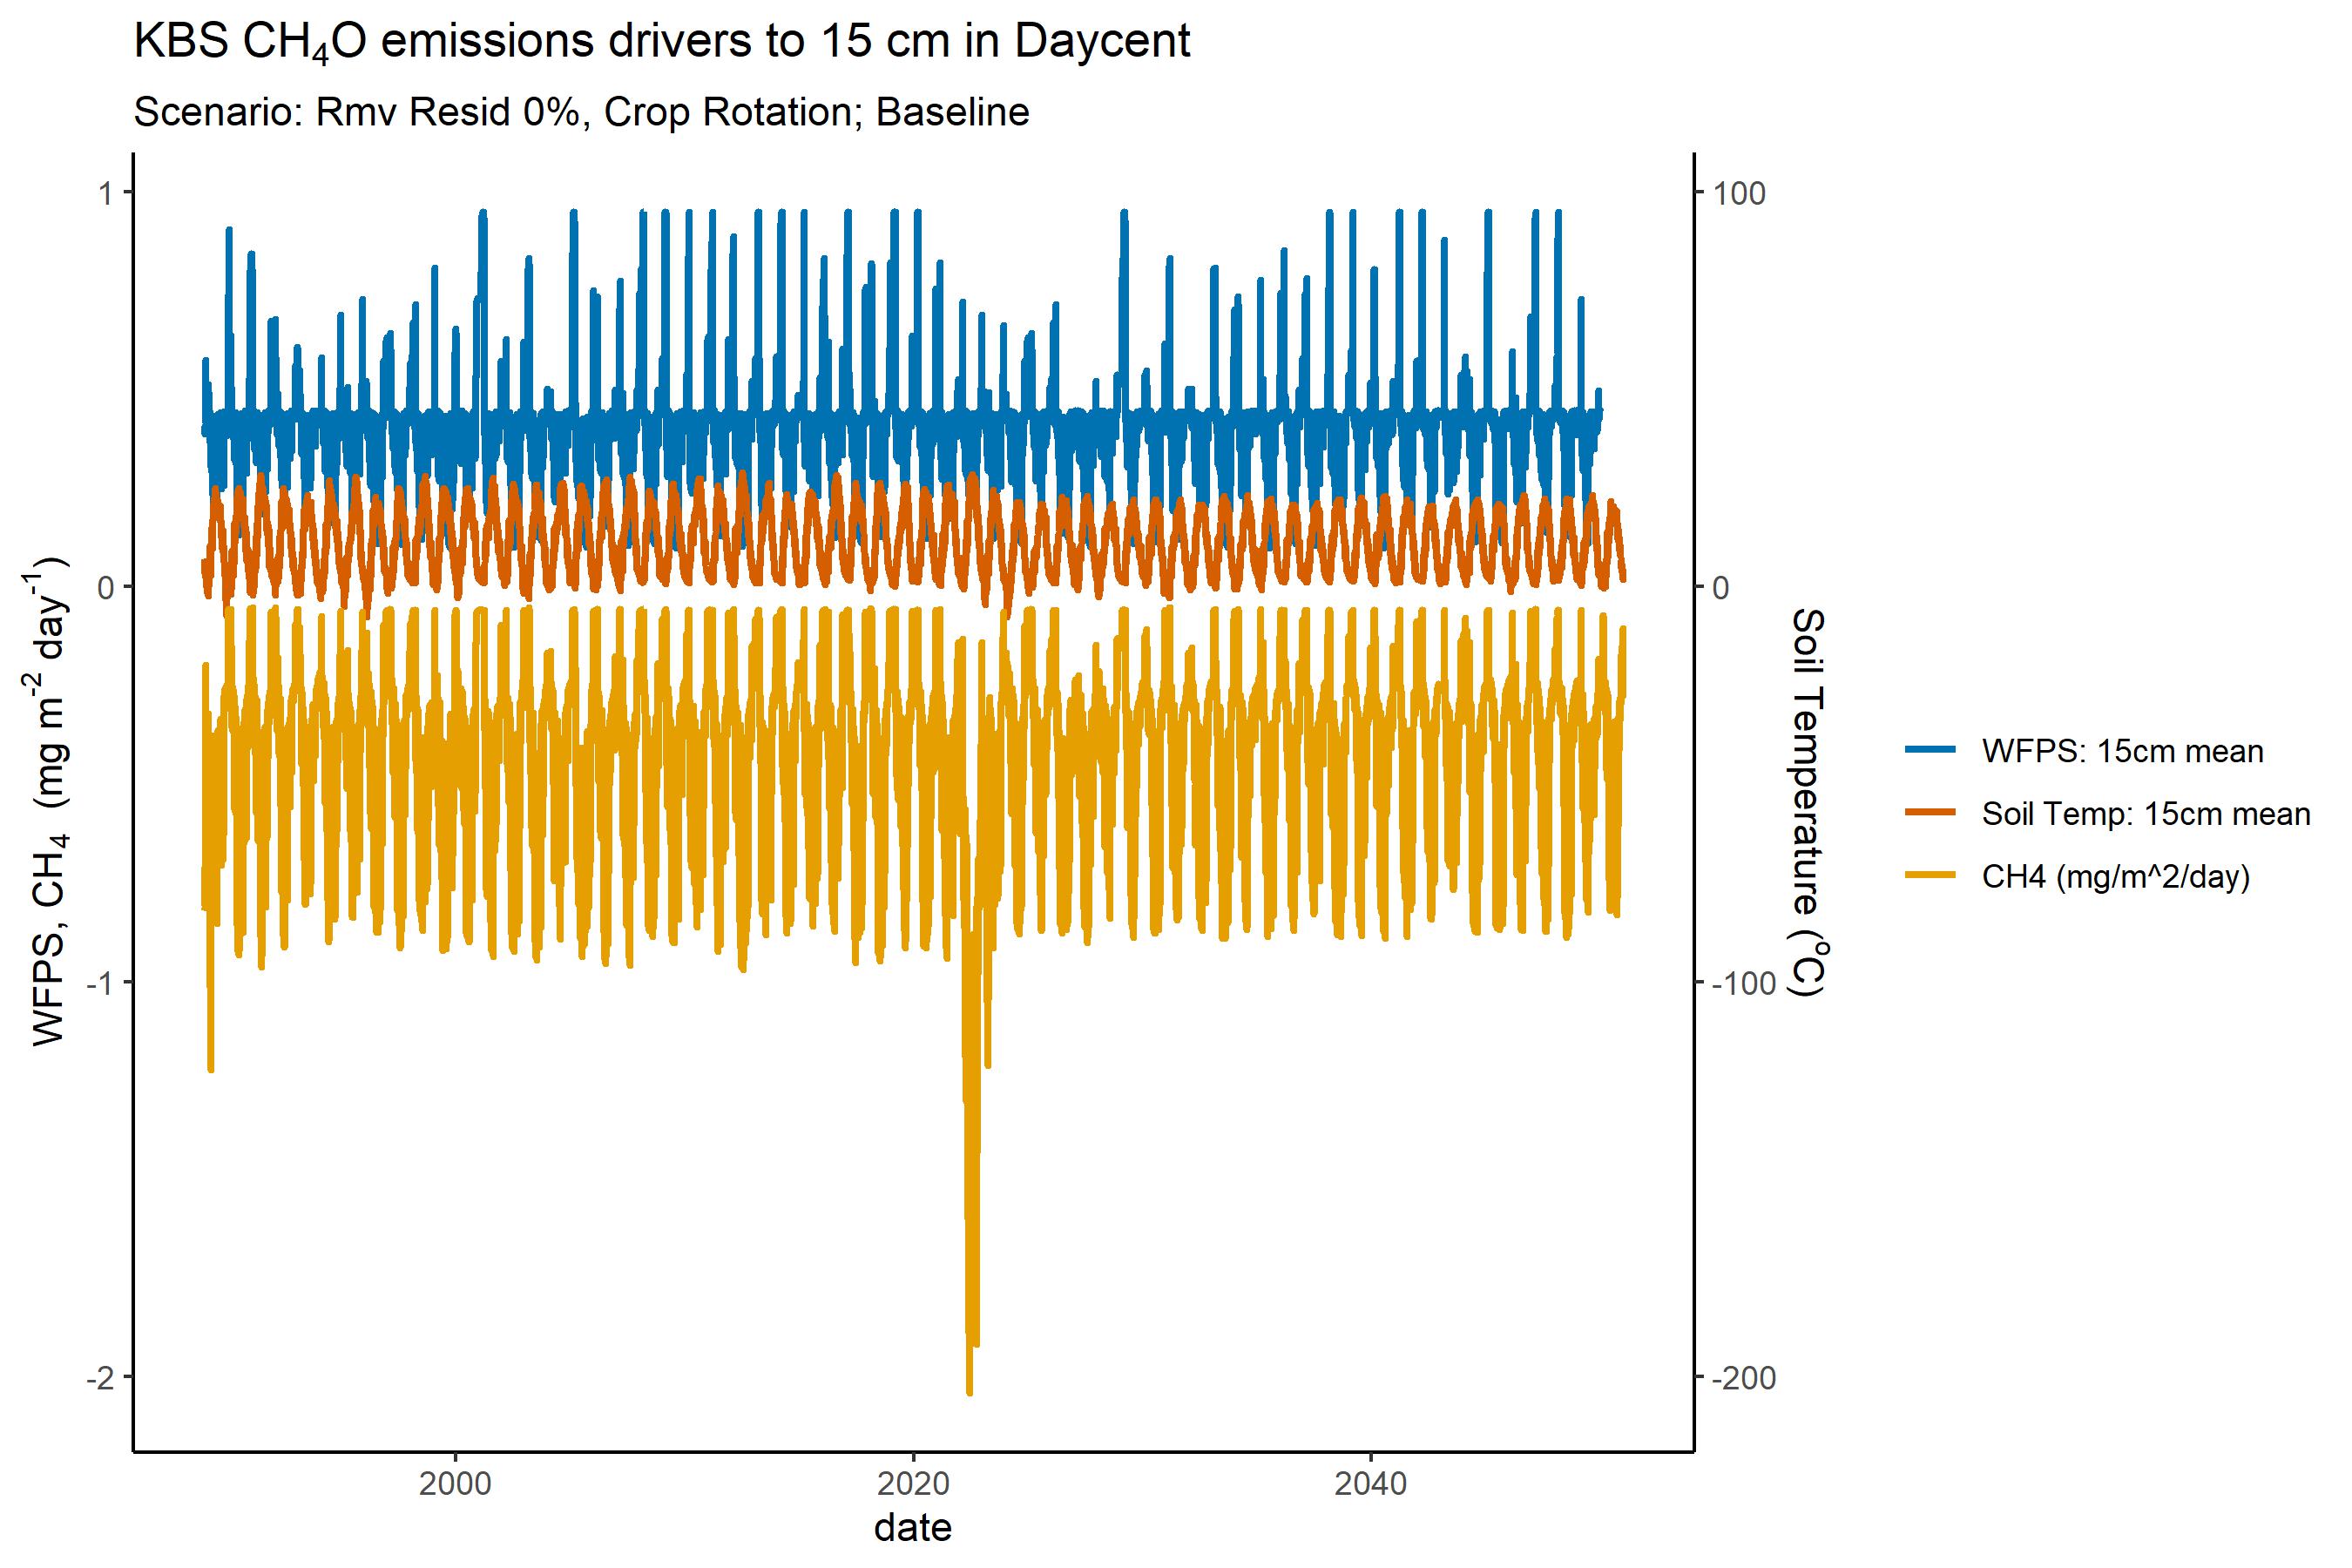 KBS CH₄O emissions drivers to 15 cm in Daycent
Scenario: Rmv Resid 0%, Crop Rotation; Baseline
WFPS, CH₄ (mg m⁻² day⁻¹)
1
0
-1
-2
100
0
-100
-200
Soil Temperature (ᵒC)
2000
2020
2040
date
WFPS: 15cm mean
Soil Temp: 15cm mean
CH4 (mg/m^2/day)